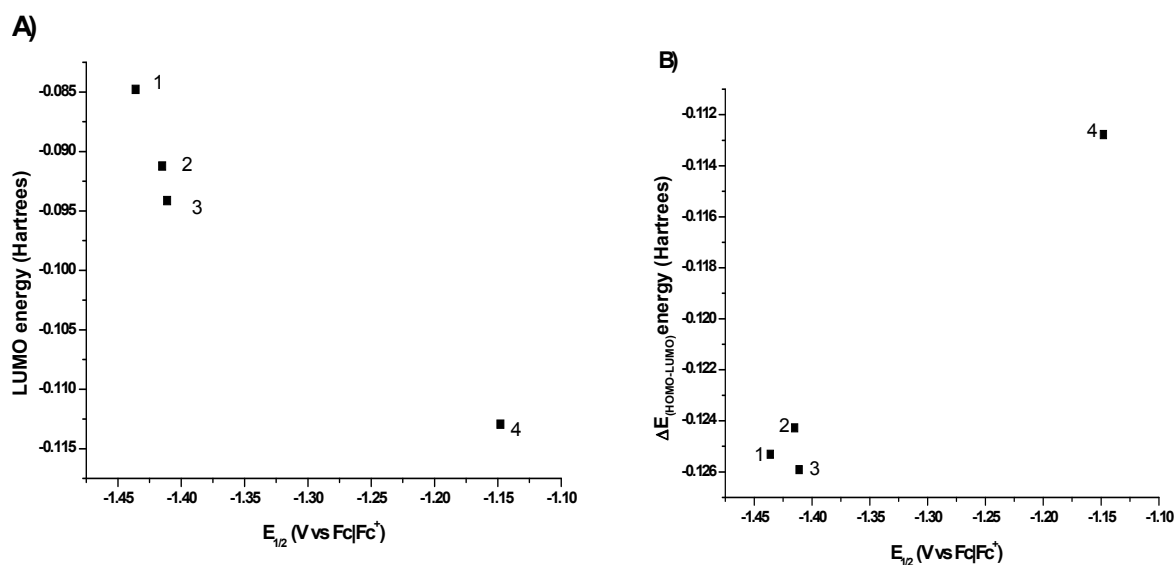 A)
-0.085
-0.090
-0.095
-0.100
-0.105
-0.110
-0.115
LUMO energy (Hartrees)
1
2
3
4
-1.45 -1.40 -1.35 -1.30 -1.25 -1.20 -1.15 -1.10
E1/2 (V vs Fc|Fc+)
B)
-0.112
-0.114
-0.116
-0.118
-0.120
-0.122
-0.124
-0.126
ΔE(HOMO-LUMO) energy (Hartrees)
4
2
1
3
-1.45 -1.40 -1.35 -1.30 -1.25 -1.20 -1.15 -1.10
E1/2 (V vs Fc|Fc+)